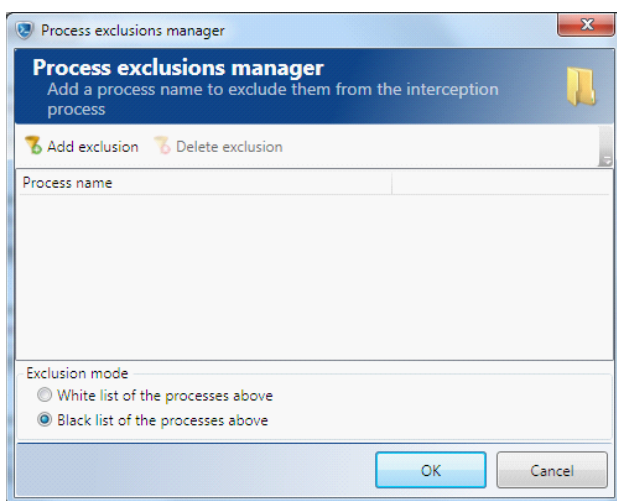 Process exclusions manager
Process exclusions manager
Add a process name to exclude them from the interception
process
Add exclusion Delete exclusion
Process name
Exclusion mode
White list of the processes above
Black list of the processes above
OK Cancel